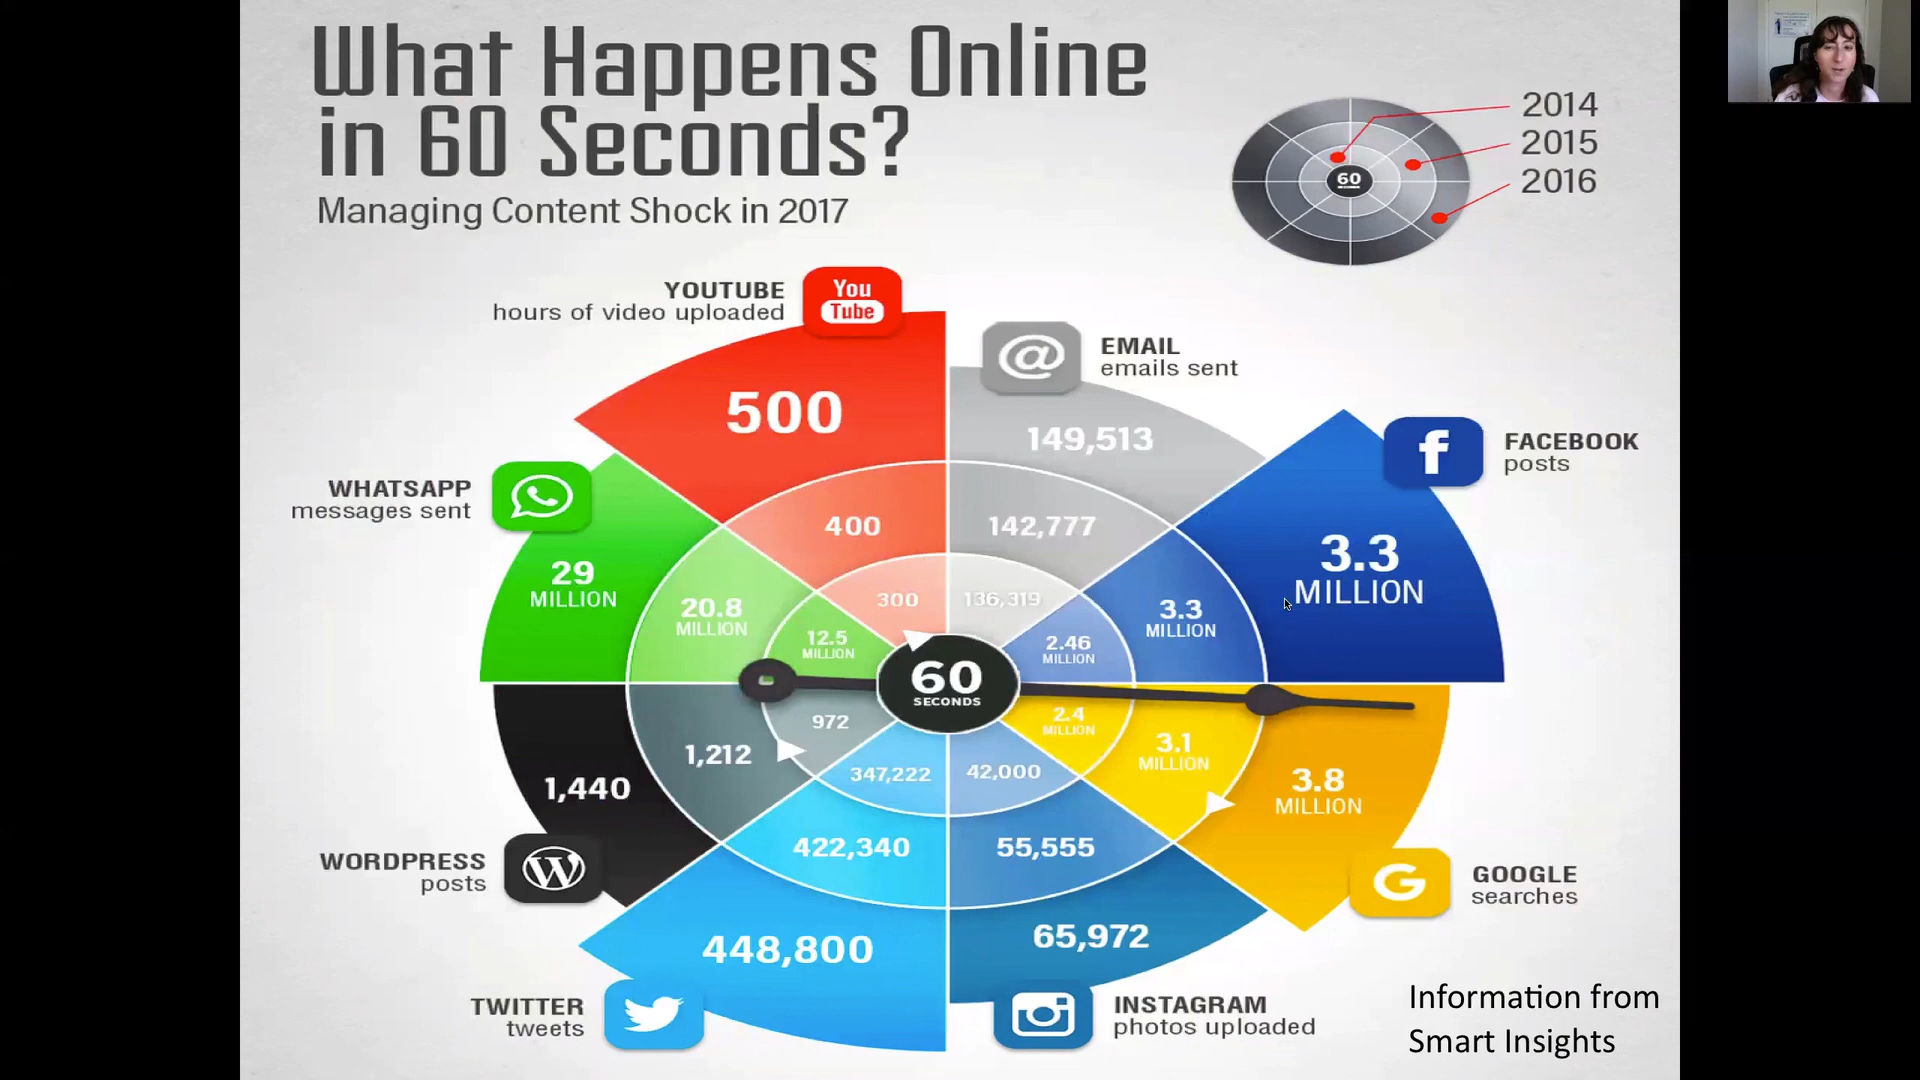 What Happens Online
in 60 Seconds?
Managing Content Shock in 2017
2014
2015
2016
60
SECONDS
YOUTUBE
hours of video uploaded
You
Tube
500
400
300
@
EMAIL
emails sent
149,513
142,777
136,319
f
FACEBOOK
posts
3.3
MILLION
3.3
MILLION
2.46
MILLION
G
GOOGLE
searches
3.8
MILLION
3.1
MILLION
2.4
MILLION
INSTAGRAM
photos uploaded
65,972
55,555
42,000
TWITTER
tweets
448,800
422,340
347,222
W
WORDPRESS
posts
1,440
1,212
972
WHATSAPP
messages sent
29
MILLION
20.8
MILLION
12.5
MILLION
60
SECONDS
Information from
Smart Insights